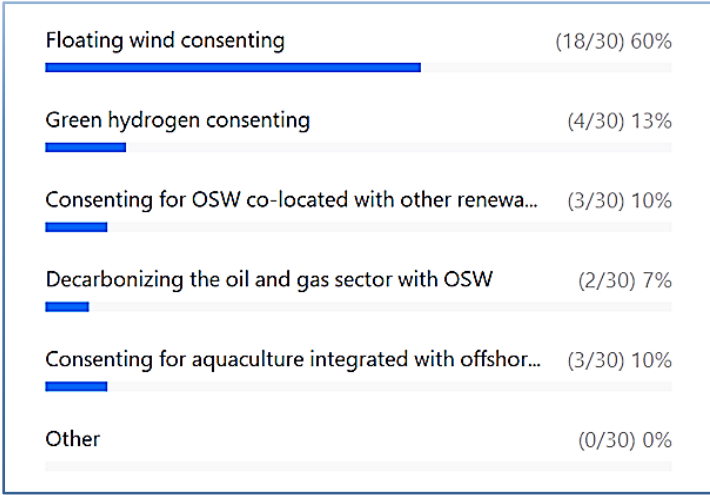 Floating wind consenting (18/30) 60%
Green hydrogen consenting (4/30) 13%
Consenting for OSW co-located with other renewa... (3/30) 10%
Decarbonizing the oil and gas sector with OSW (2/30) 7%
Consenting for aquaculture integrated with offshor... (3/30) 10%
Other (0/30) 0%